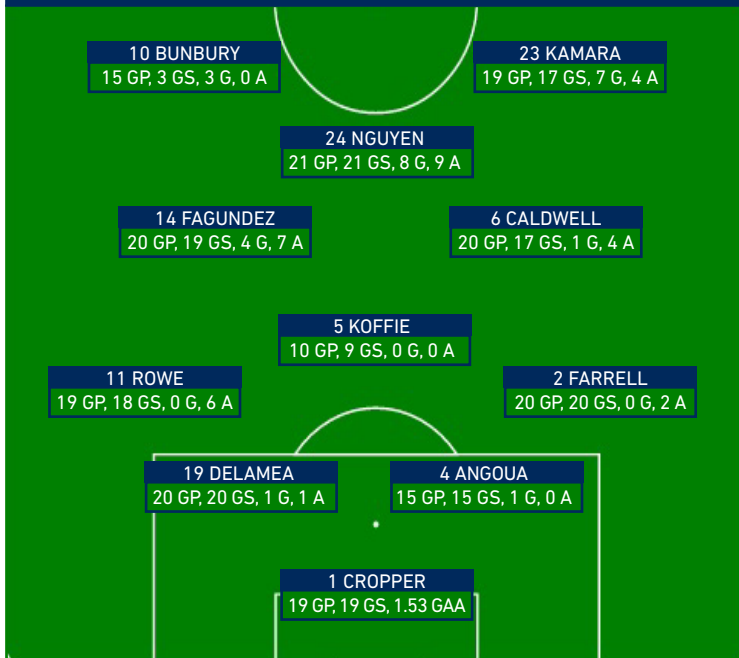 10 BUNBURY
15 GP, 3 GS, 3 G, 0 A
23 KAMARA
19 GP, 17 GS, 7 G, 4 A
24 NGUYEN
21 GP, 21 GS, 8 G, 9 A
14 FAGUNDEZ
20 GP, 19 GS, 4 G, 7 A
6 CALDWELL
20 GP, 17 GS, 1 G, 4 A
5 KOFFIE
10 GP, 9 GS, 0 G, 0 A
11 ROWE
19 GP, 18 GS, 0 G, 6 A
2 FARRELL
20 GP, 20 GS, 0 G, 2 A
19 DELAMEA
20 GP, 20 GS, 1 G, 1 A
4 ANGOUA
15 GP, 15 GS, 1 G, 0 A
1 CROPPER
19 GP, 19 GS, 1.53 GAA